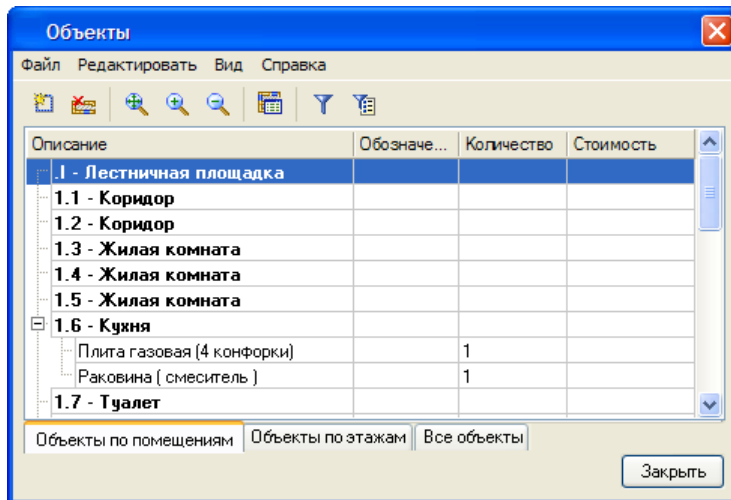 Объекты
Файл Редактировать Вид Справка
Описание Обозначе... Количество Стоимость
.I - Лестничная площадка
1.1 - Коридор
1.2 - Коридор
1.3 - Жилая комната
1.4 - Жилая комната
1.5 - Жилая комната
1.6 - Кухня
Плита газовая (4 конфорки) 1
Раковина ( смеситель ) 1
1.7 - Туалет
Объекты по помещениям Объекты по этажам Все объекты
Закрыть